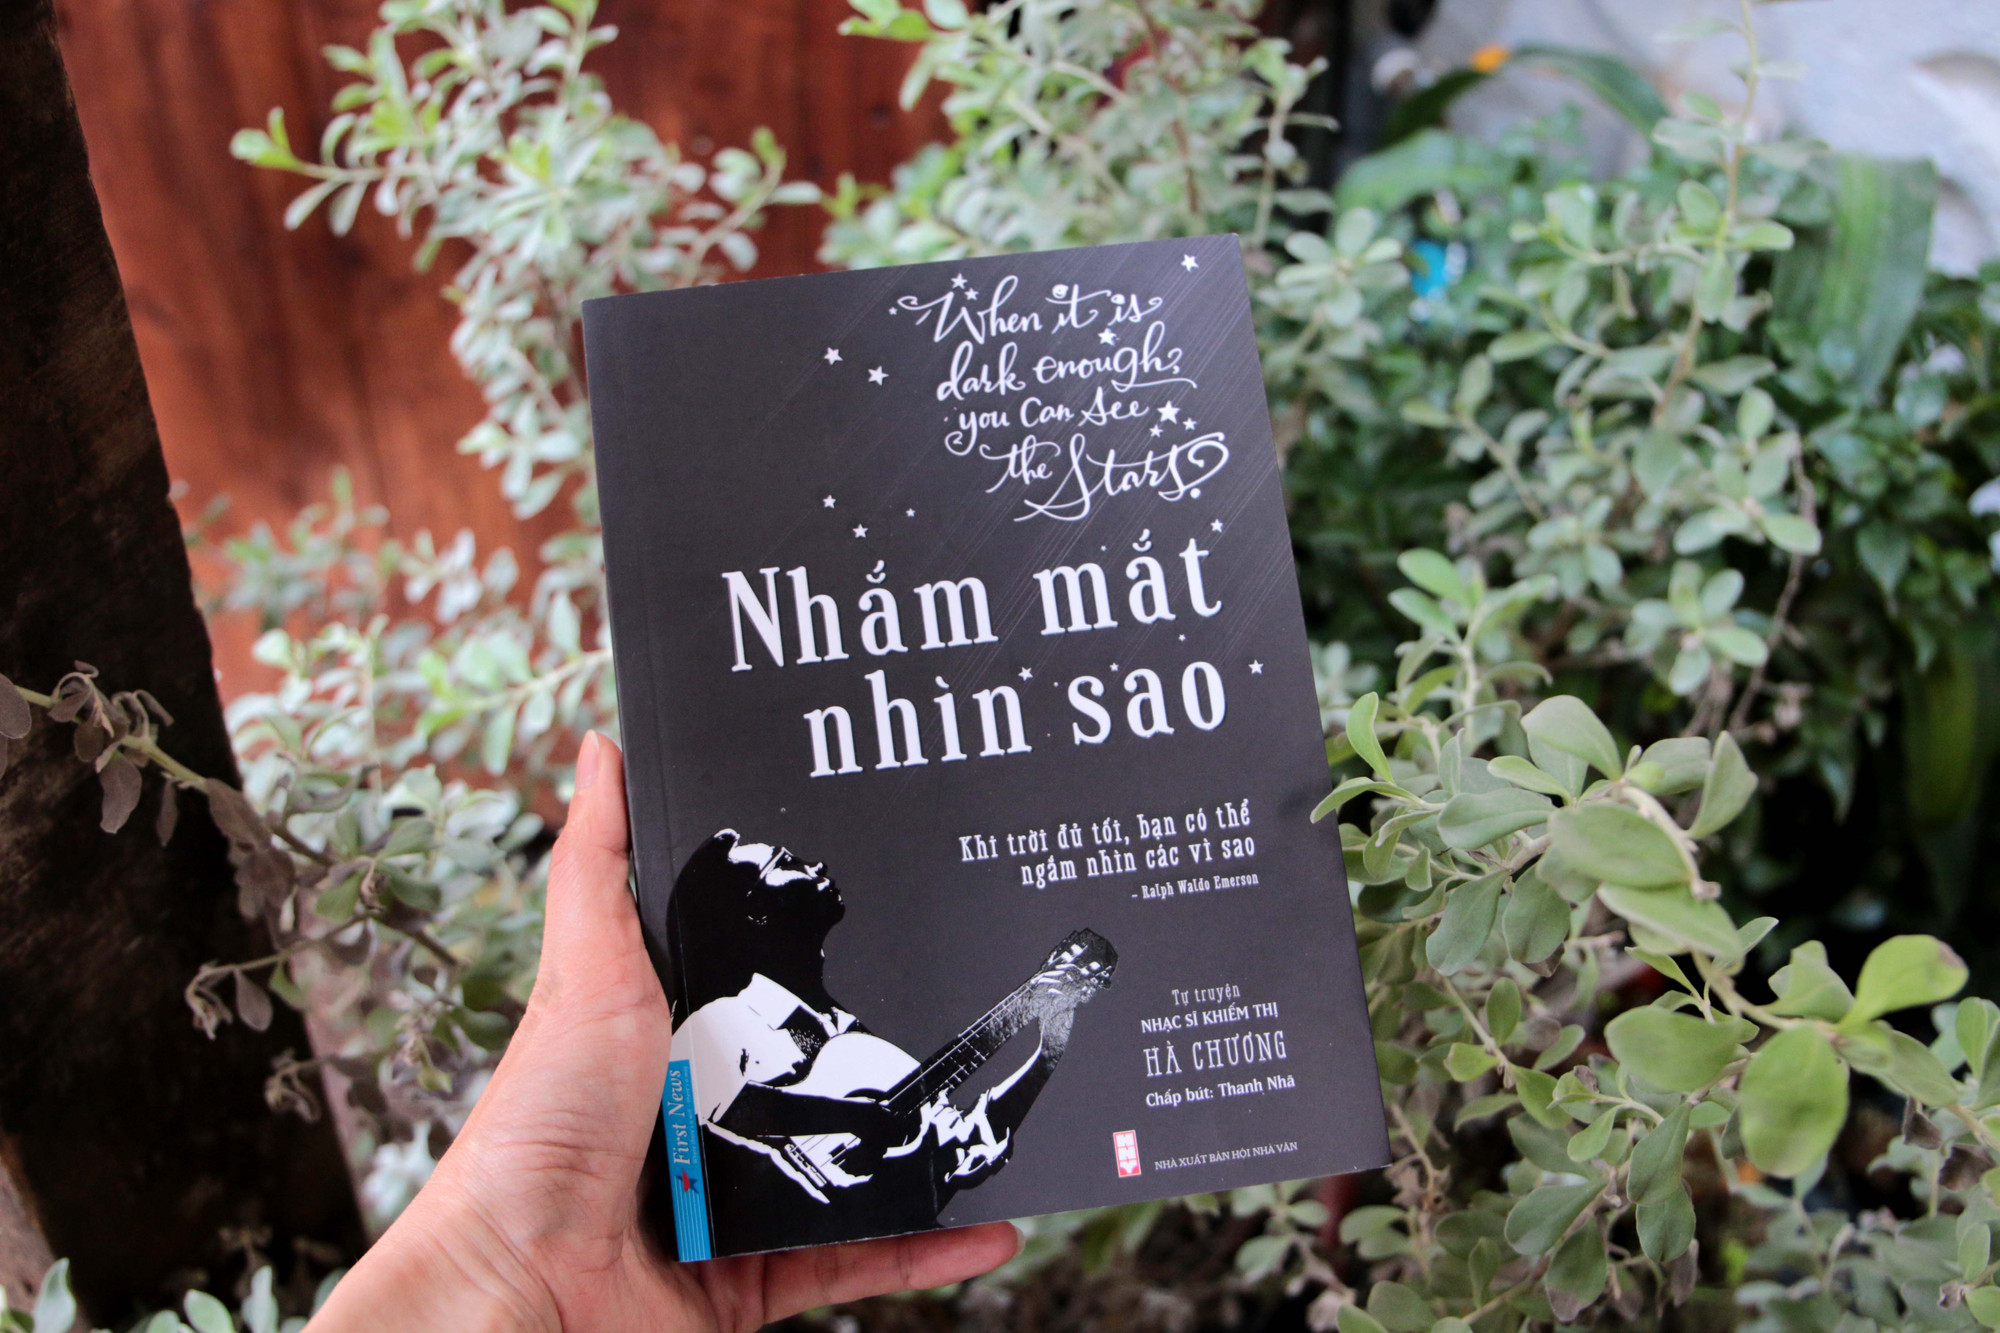 When it is
dark enough,
you can see
the Stars.
Nhắm mắt
nhìn sao
Khi trời đủ tối, bạn có thể
ngắm nhìn các vì sao
– Ralph Waldo Emerson
Tự truyện
NHẠC SĨ KHIẾM THỊ
HÀ CHƯƠNG
Chấp bút: Thanh Nhã
First News
HNV
NHÀ XUẤT BẢN HỘI NHÀ VĂN